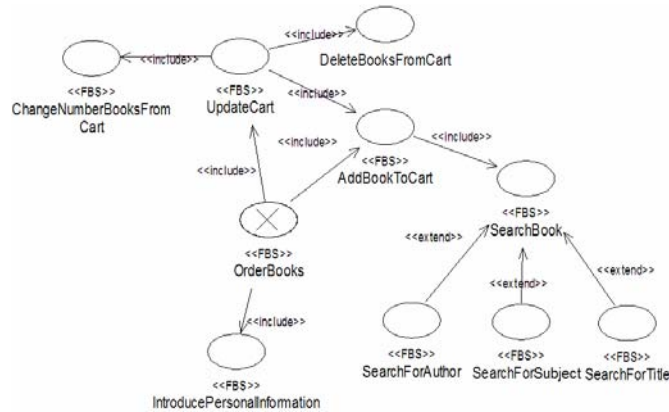 <<include>>
<<include>>
DeleteBooksFromCart
<<FBS>>
ChangeNumberBooksFrom
Cart
<<FBS>>
UpdateCart
<<include>>
<<include>>
<<include>>
<<FBS>>
AddBookToCart
<<include>>
<<FBS>>
SearchBook
<<FBS>>
OrderBooks
<<extend>>
<<extend>>
<<extend>>
<<include>>
<<FBS>>
IntroducePersonalInformation
<<FBS>>
SearchForAuthor
<<FBS>>
SearchForSubject
<<FBS>>
SearchForTitle